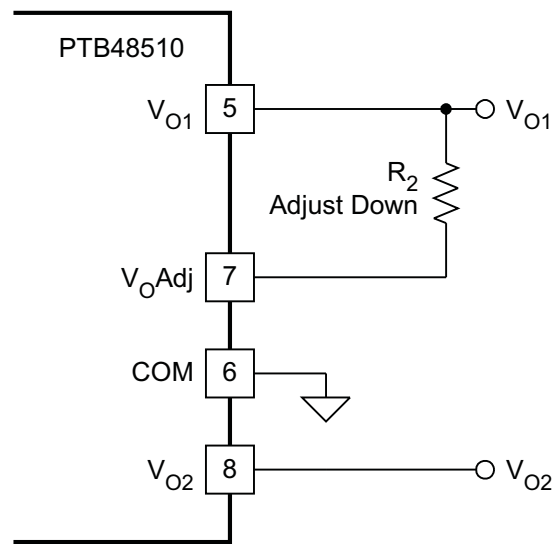 PTB48510
V_O1 5 V_O1
R_2
Adjust Down
V_OAdj 7
COM 6
V_O2 8 V_O2